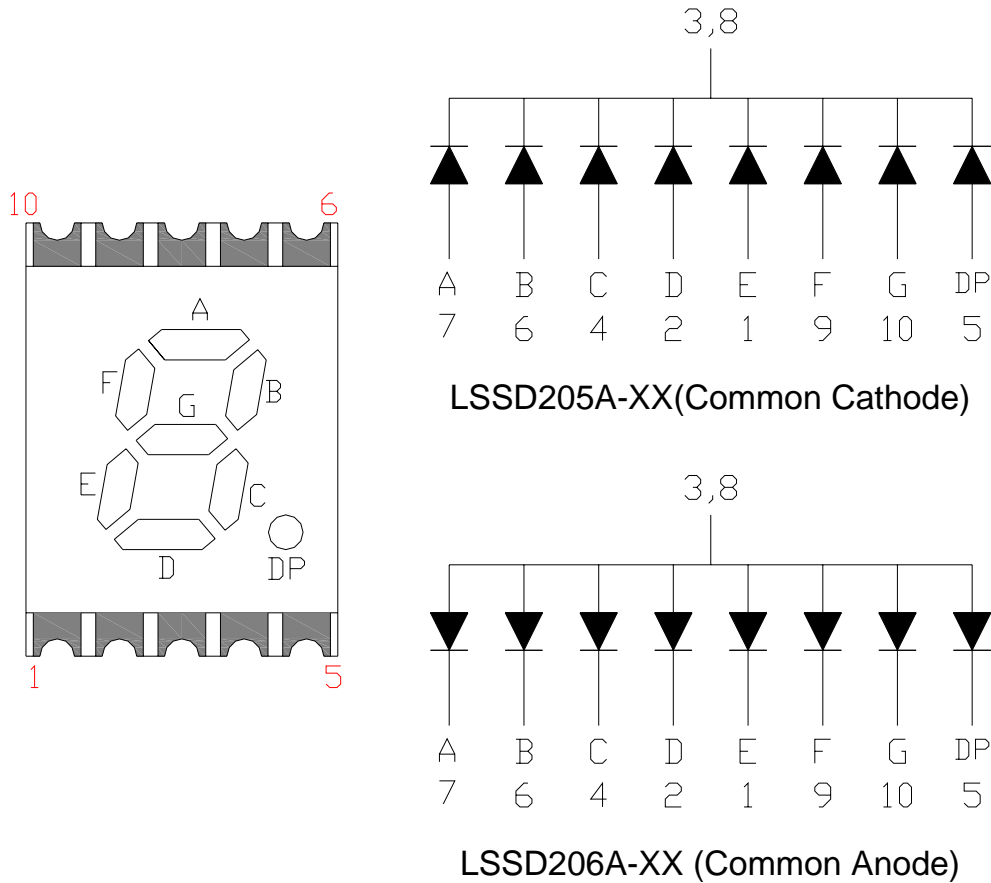 10 6
A
F B
G
E C
D DP
1 5
3,8
A B C D E F G DP
7 6 4 2 1 9 10 5
LSSD205A-XX(Common Cathode)
3,8
A B C D E F G DP
7 6 4 2 1 9 10 5
LSSD206A-XX (Common Anode)